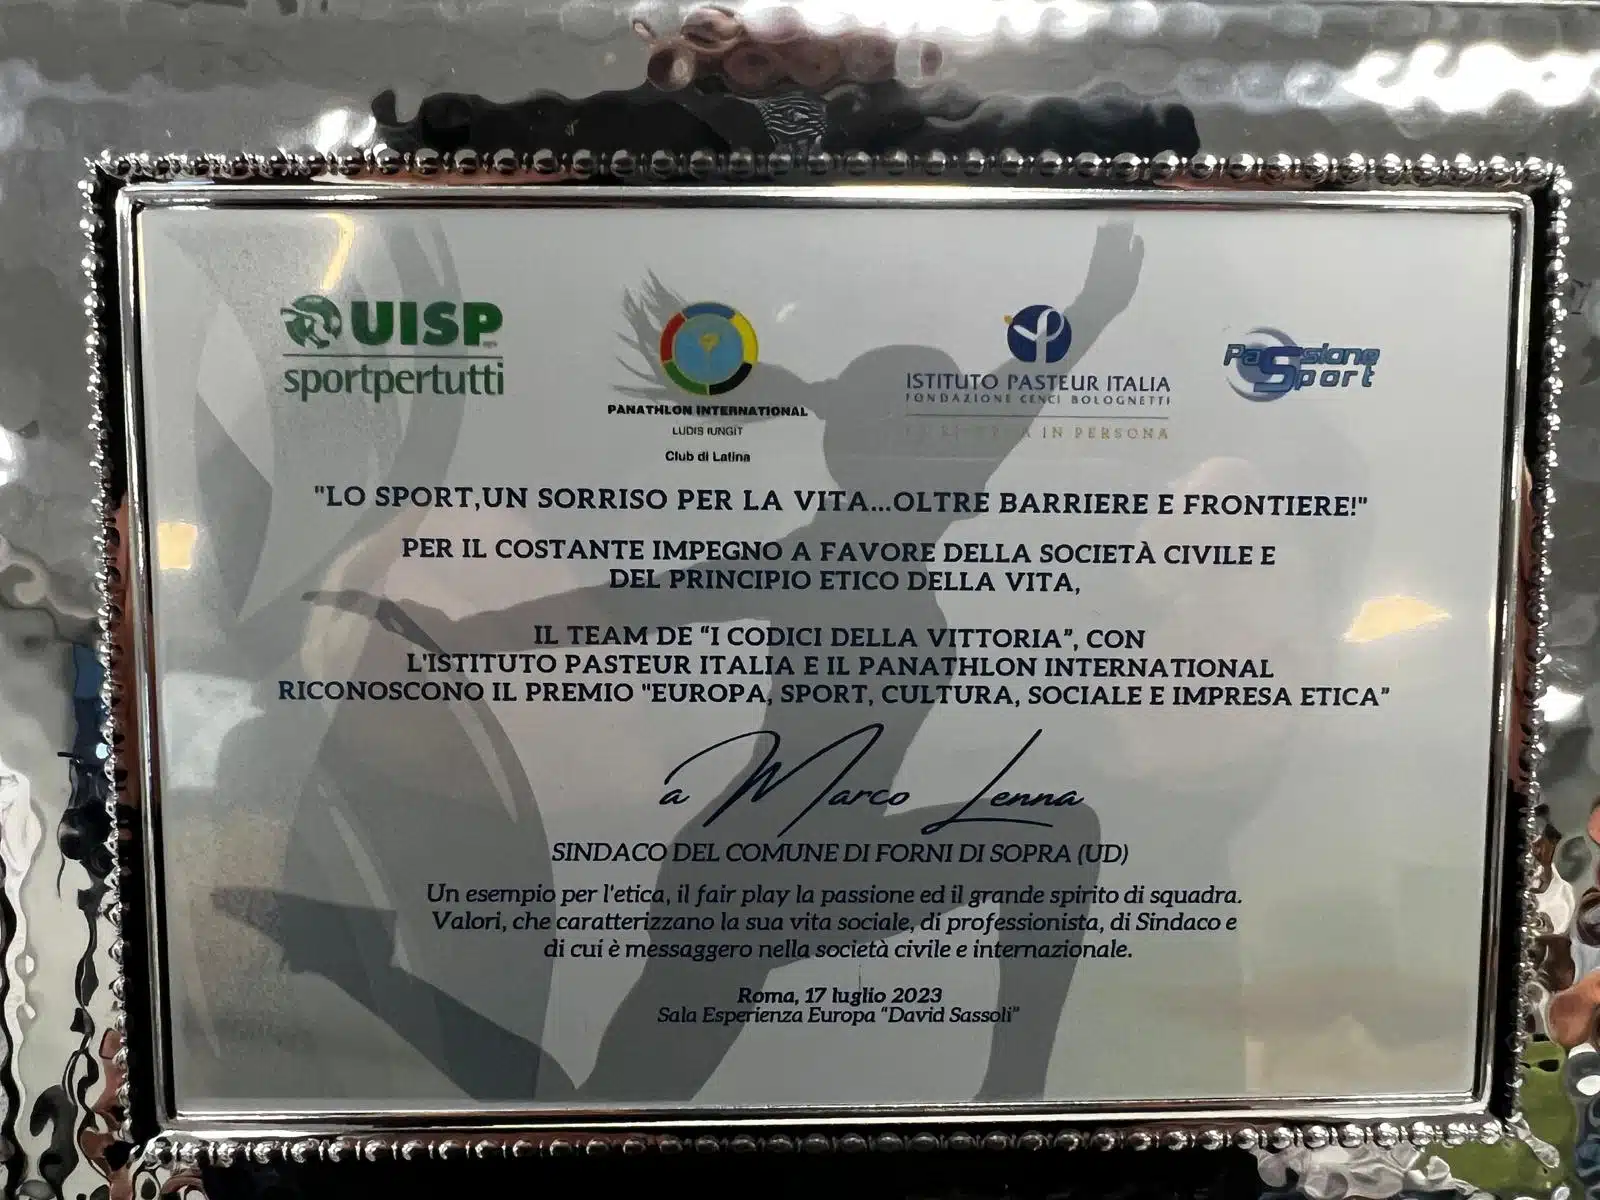 UISP
sportpertutti
PANATHLON INTERNATIONAL
LUDIS IUNGIT
Club di Latina
ISTITUTO PASTEUR ITALIA
FONDAZIONE CENCI BOLOGNETTI
IN PERSONA
Passione
Sport
"LO SPORT,UN SORRISO PER LA VITA...OLTRE BARRIERE E FRONTIERE!"
PER IL COSTANTE IMPEGNO A FAVORE DELLA SOCIETÀ CIVILE E
DEL PRINCIPIO ETICO DELLA VITA,
IL TEAM DE “I CODICI DELLA VITTORIA”, CON
L'ISTITUTO PASTEUR ITALIA E IL PANATHLON INTERNATIONAL
RICONOSCONO IL PREMIO "EUROPA, SPORT, CULTURA, SOCIALE E IMPRESA ETICA”
a Marco Lenna
SINDACO DEL COMUNE DI FORNI DI SOPRA (UD)
Un esempio per l'etica, il fair play la passione ed il grande spirito di squadra.
Valori, che caratterizzano la sua vita sociale, di professionista, di Sindaco e
di cui è messaggero nella società civile e internazionale.
Roma, 17 luglio 2023
Sala Esperienza Europa “David Sassoli”